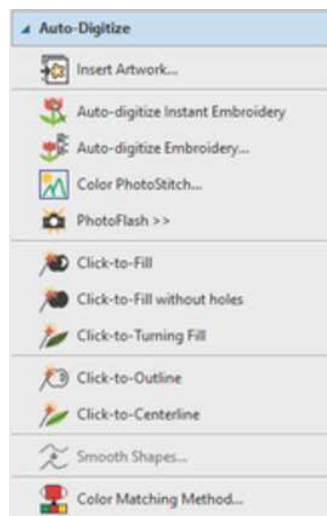 Auto-Digitize
Insert Artwork...
Auto-digitize Instant Embroidery
Auto-digitize Embroidery...
Color PhotoStitch...
PhotoFlash >>
Click-to-Fill
Click-to-Fill without holes
Click-to-Turning Fill
Click-to-Outline
Click-to-Centerline
Smooth Shapes...
Color Matching Method...